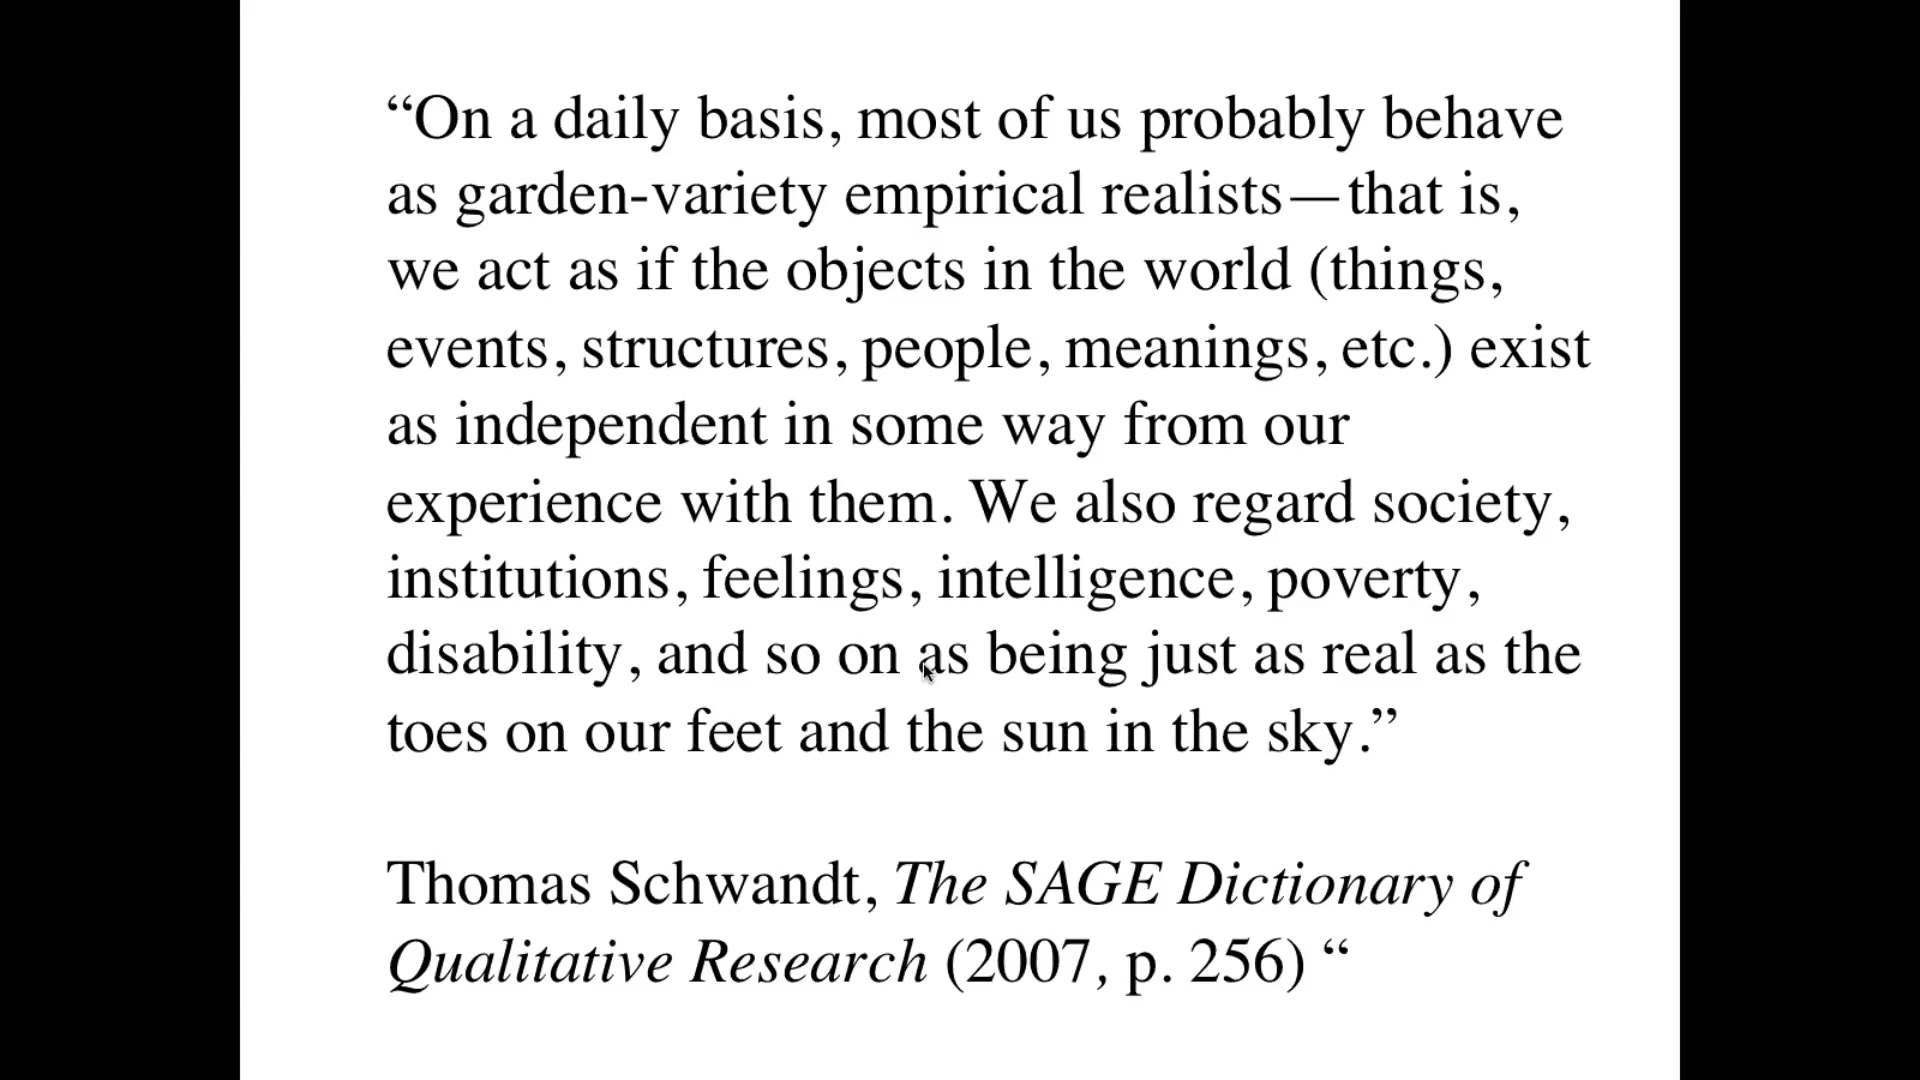 “On a daily basis, most of us probably behave
as garden-variety empirical realists—that is,
we act as if the objects in the world (things,
events, structures, people, meanings, etc.) exist
as independent in some way from our
experience with them. We also regard society,
institutions, feelings, intelligence, poverty,
disability, and so on as being just as real as the
toes on our feet and the sun in the sky.”
Thomas Schwandt, The SAGE Dictionary of
Qualitative Research (2007, p. 256) “